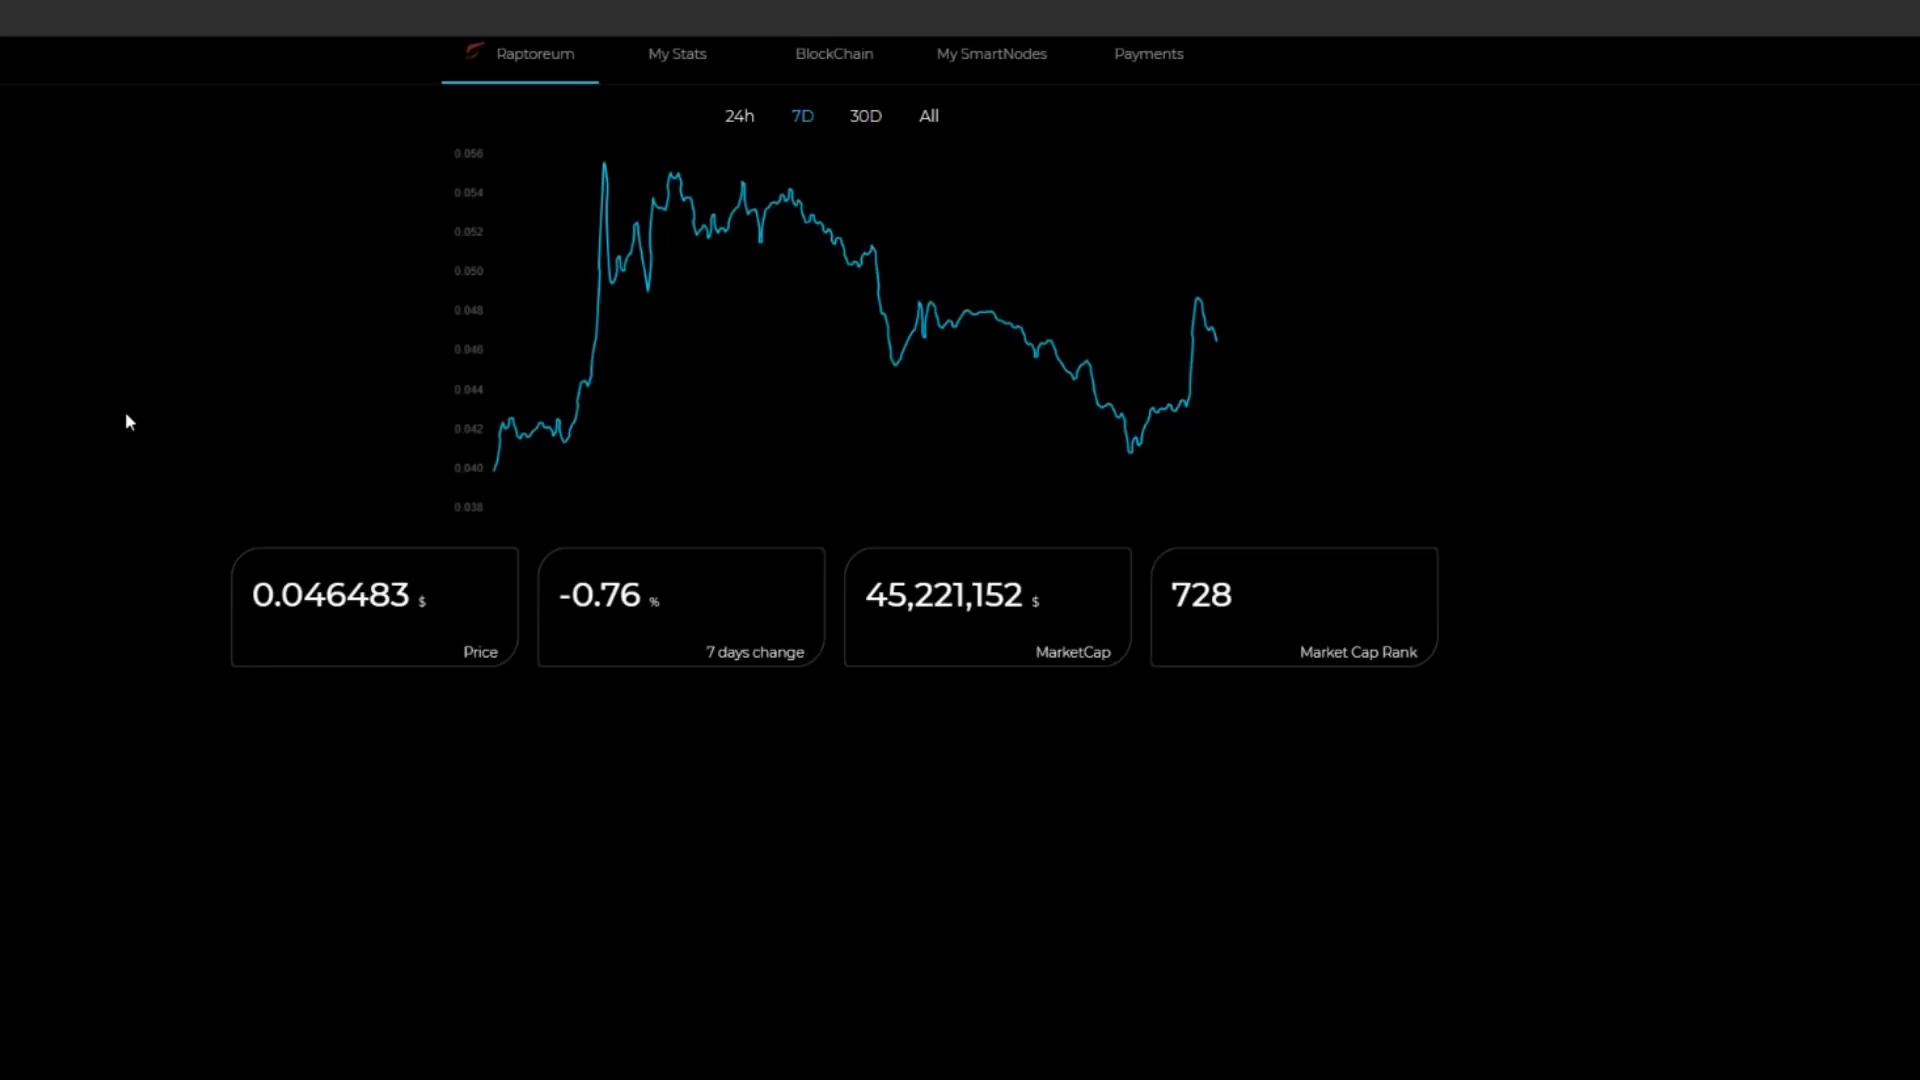 Raptoreum My Stats BlockChain My SmartNodes Payments
24h 7D 30D All
0.056
0.054
0.052
0.050
0.048
0.046
0.044
0.042
0.040
0.038
0.046483 $
Price
-0.76 %
7 days change
45,221,152 $
MarketCap
728
Market Cap Rank